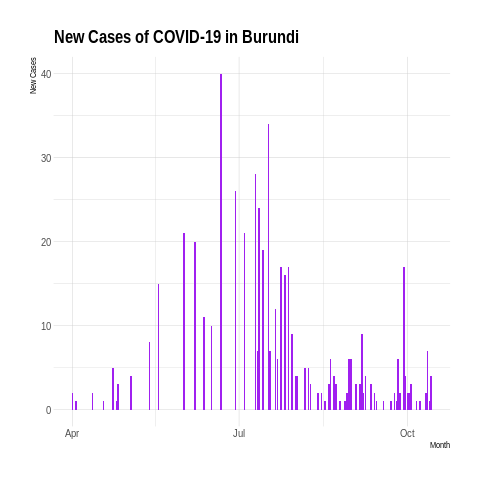 New Cases of COVID-19 in Burundi
New Cases
40
30
20
10
0
Apr
Jul
Oct
Month